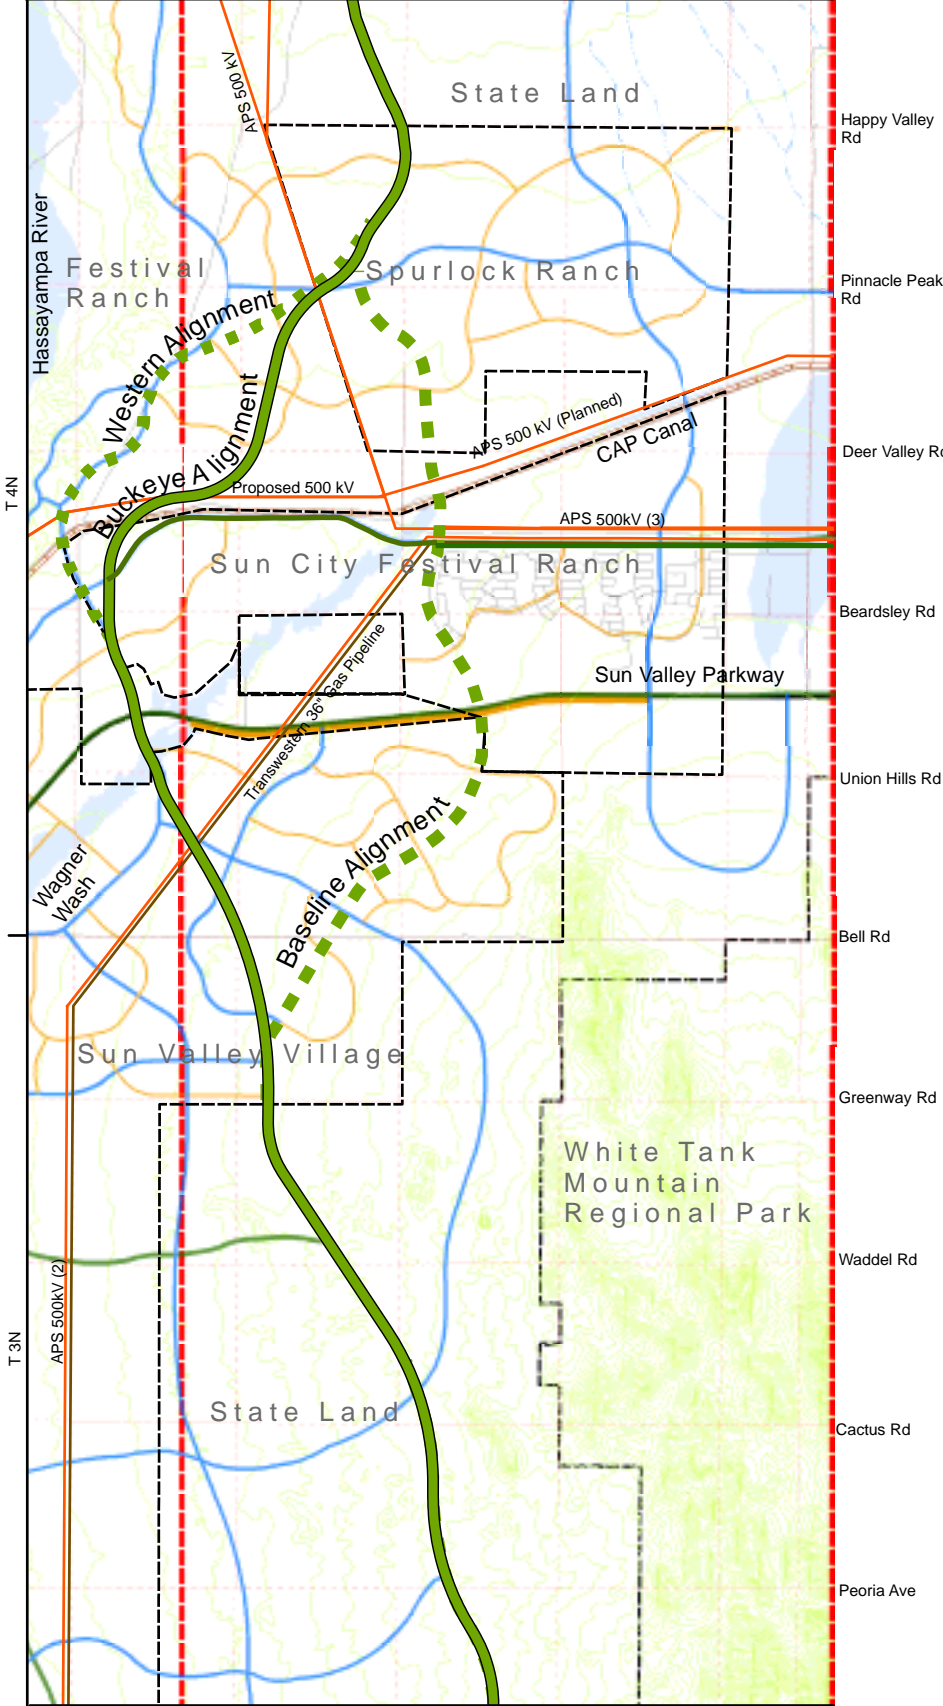 APS 500 kV
State Land
Happy Valley
Rd
Hassayampa River
Festival
Ranch
Spurlock Ranch
Pinnacle Peak
Rd
Western Alignment
Buckeye Alignment
APS 500 kV (Planned)
CAP Canal
Deer Valley Rd
T 4N
Proposed 500 kV
APS 500kV (3)
Sun City Festival Ranch
Beardsley Rd
Transwestern 36" Gas Pipeline
Sun Valley Parkway
Union Hills Rd
Wagner
Wash
Baseline Alignment
Bell Rd
Sun Valley Village
Greenway Rd
White Tank
Mountain
Regional Park
Waddel Rd
APS 500kV (2)
T 3N
State Land
Cactus Rd
Peoria Ave